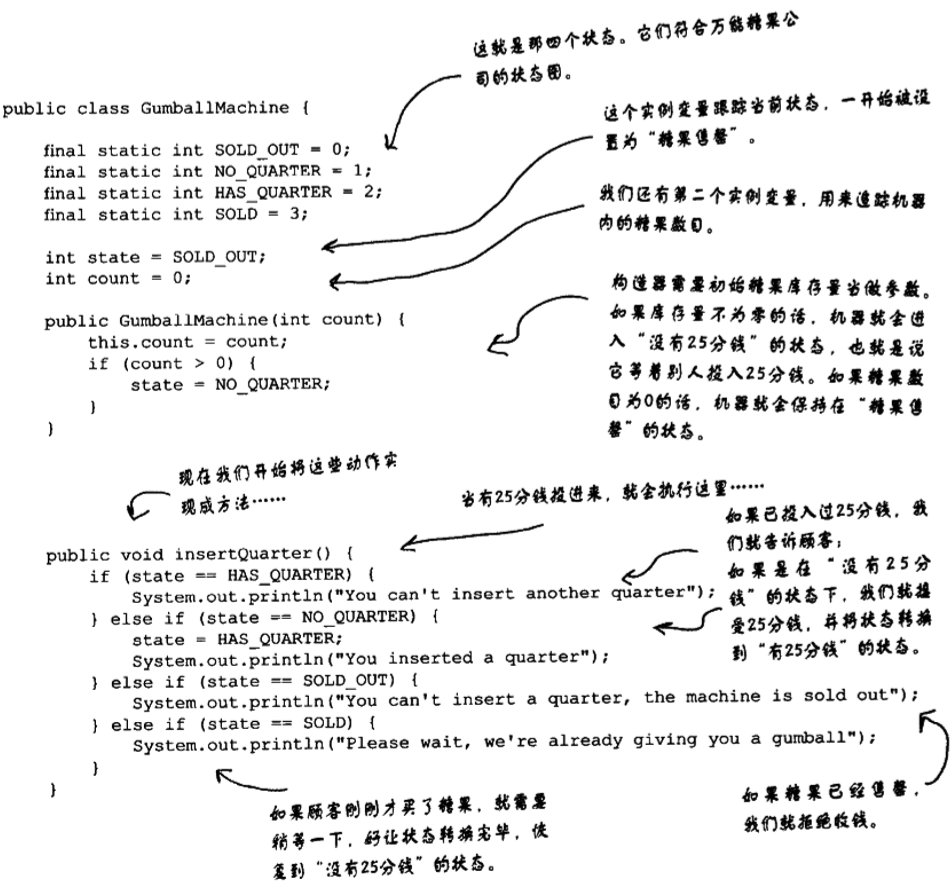 这就是那四个状态。它们符合万能糖果公
司的状态图。
public class GumballMachine {
final static int SOLD_OUT = 0;
final static int NO_QUARTER = 1;
final static int HAS_QUARTER = 2;
final static int SOLD = 3;
这个实例变量跟踪当前状态，一开始被设
置为“糖果售罄”。
我们还有第二个实例变量，用来追踪机器
内的糖果数目。
int state = SOLD_OUT;
int count = 0;
构造器需要初始糖果库存量当做参数。
如果库存量不为零的话，机器就会进
入“没有25分钱”的状态，也就是说
它等着别人投入25分钱。如果糖果数
目为0的话，机器就会保持在“糖果售
罄”的状态。
public GumballMachine(int count) {
this.count = count;
if (count > 0) {
state = NO_QUARTER;
}
}
现在我们开始将这些动作实
现成方法……
当有25分钱投进来，就会执行这里……
如果已投入过25分钱，我
们就告诉顾客；
如果是在“没有25分
钱”的状态下，我们就接
受25分钱，并将状态转换
到“有25分钱”的状态。
public void insertQuarter() {
if (state == HAS_QUARTER) {
System.out.println("You can't insert another quarter");
} else if (state == NO_QUARTER) {
state = HAS_QUARTER;
System.out.println("You inserted a quarter");
} else if (state == SOLD_OUT) {
System.out.println("You can't insert a quarter, the machine is sold out");
} else if (state == SOLD) {
System.out.println("Please wait, we're already giving you a gumball");
}
}
如果顾客刚刚才买了糖果，就需要
稍等一下，好让状态转换完毕，恢
复到“没有25分钱”的状态。
如果糖果已经售罄，
我们就拒绝收钱。